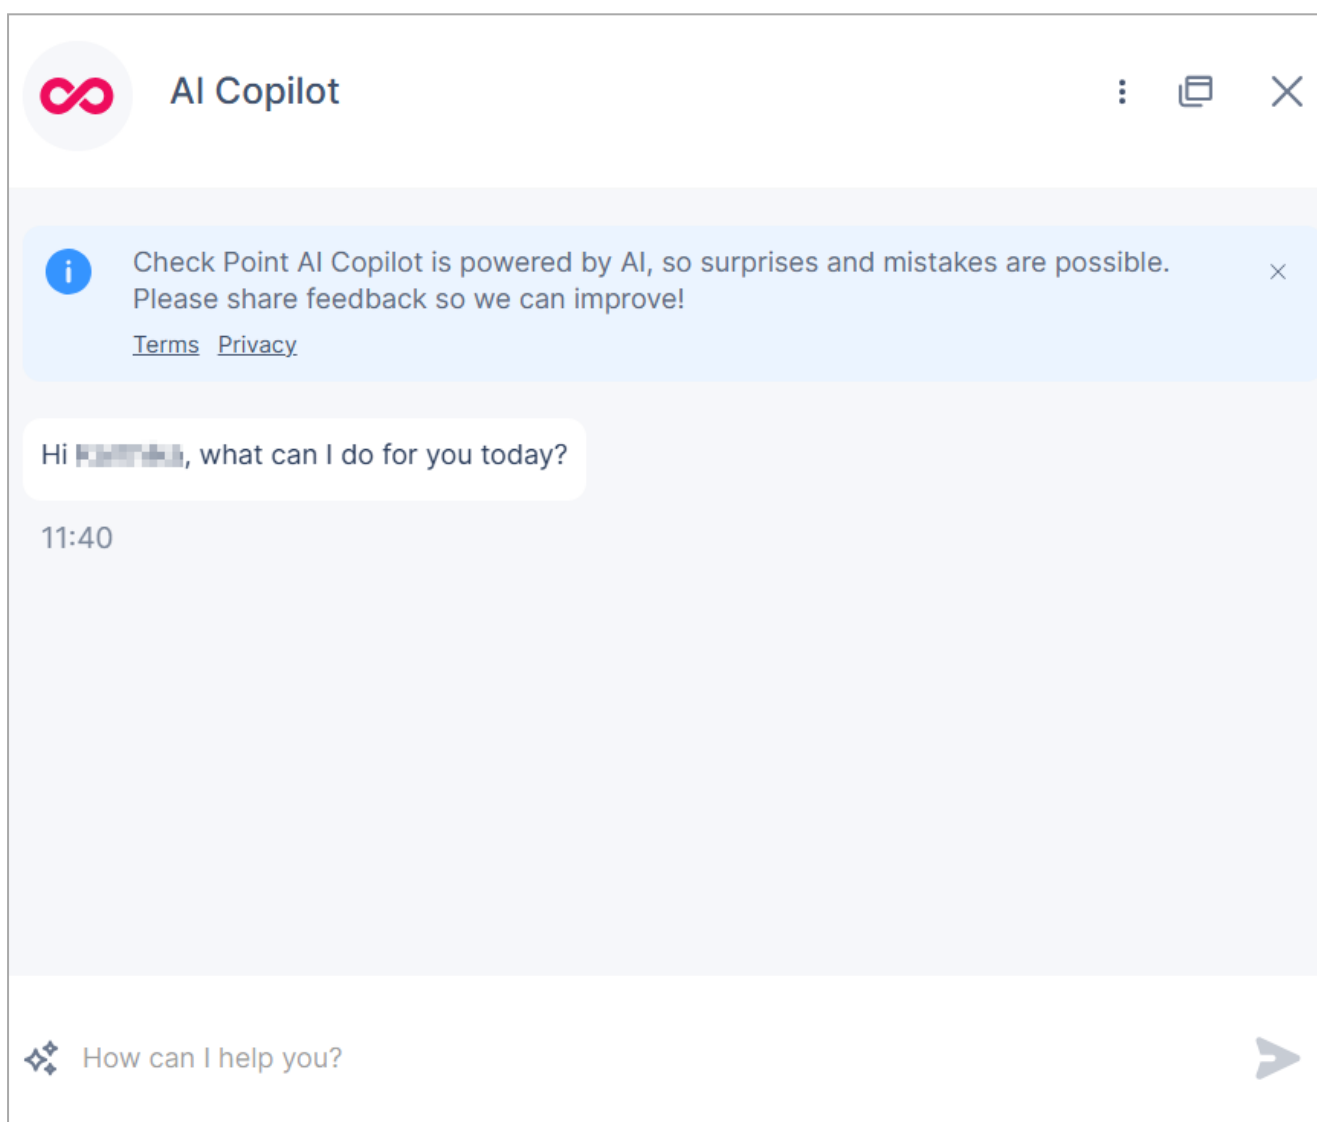 AI Copilot
Check Point AI Copilot is powered by AI, so surprises and mistakes are possible.
Please share feedback so we can improve!
Terms Privacy
Hi , what can I do for you today?
11:40
How can I help you?